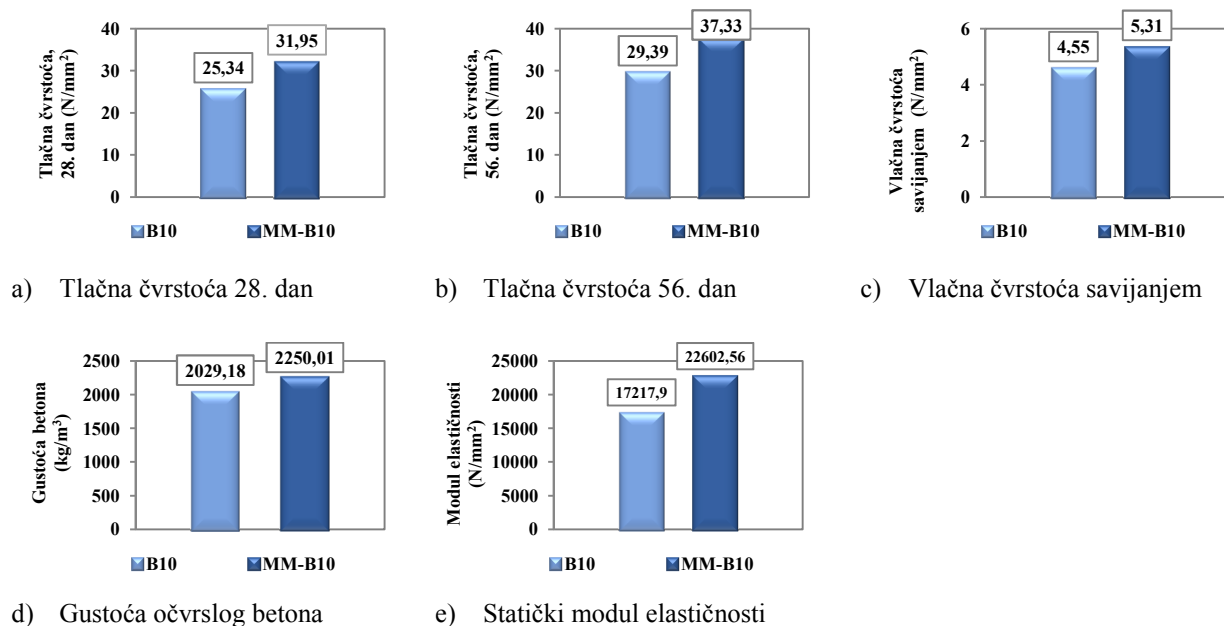 Tlačna čvrstoća,
28. dan (N/mm²)
40
30
20
10
0
25,34
31,95
B10 MM-B10
a) Tlačna čvrstoća 28. dan
Tlačna čvrstoća,
56. dan (N/mm²)
40
30
20
10
0
29,39
37,33
B10 MM-B10
b) Tlačna čvrstoća 56. dan
Vlačna čvrstoća
savijanjem (N/mm²)
6
4
2
0
4,55
5,31
B10 MM-B10
c) Vlačna čvrstoća savijanjem
Gustoća betona
(kg/m³)
2500
2000
1500
1000
500
0
2029,18
2250,01
B10 MM-B10
d) Gustoća očvrslog betona
Modul elastičnosti
(N/mm²)
25000
20000
15000
10000
5000
0
17217,9
22602,56
B10 MM-B10
e) Statički modul elastičnosti